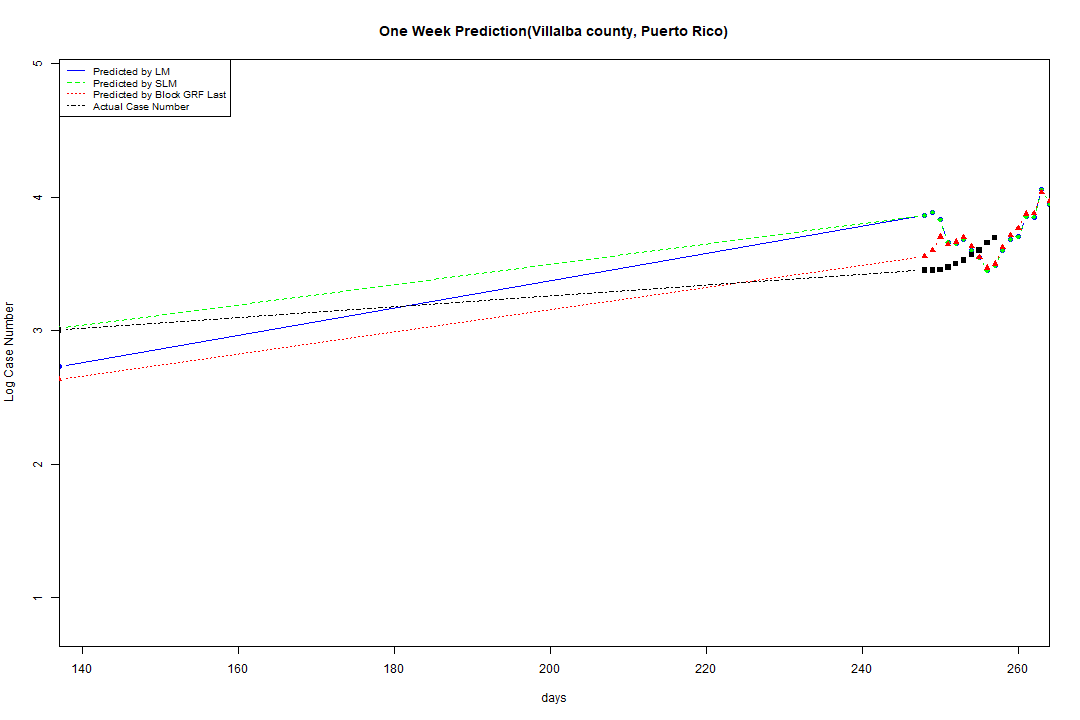 One Week Prediction(Villalba county, Puerto Rico)
Predicted by LM
Predicted by SLM
Predicted by Block GRF Last
Actual Case Number
5
4
3
2
1
Log Case Number
140 160 180 200 220 240 260
days